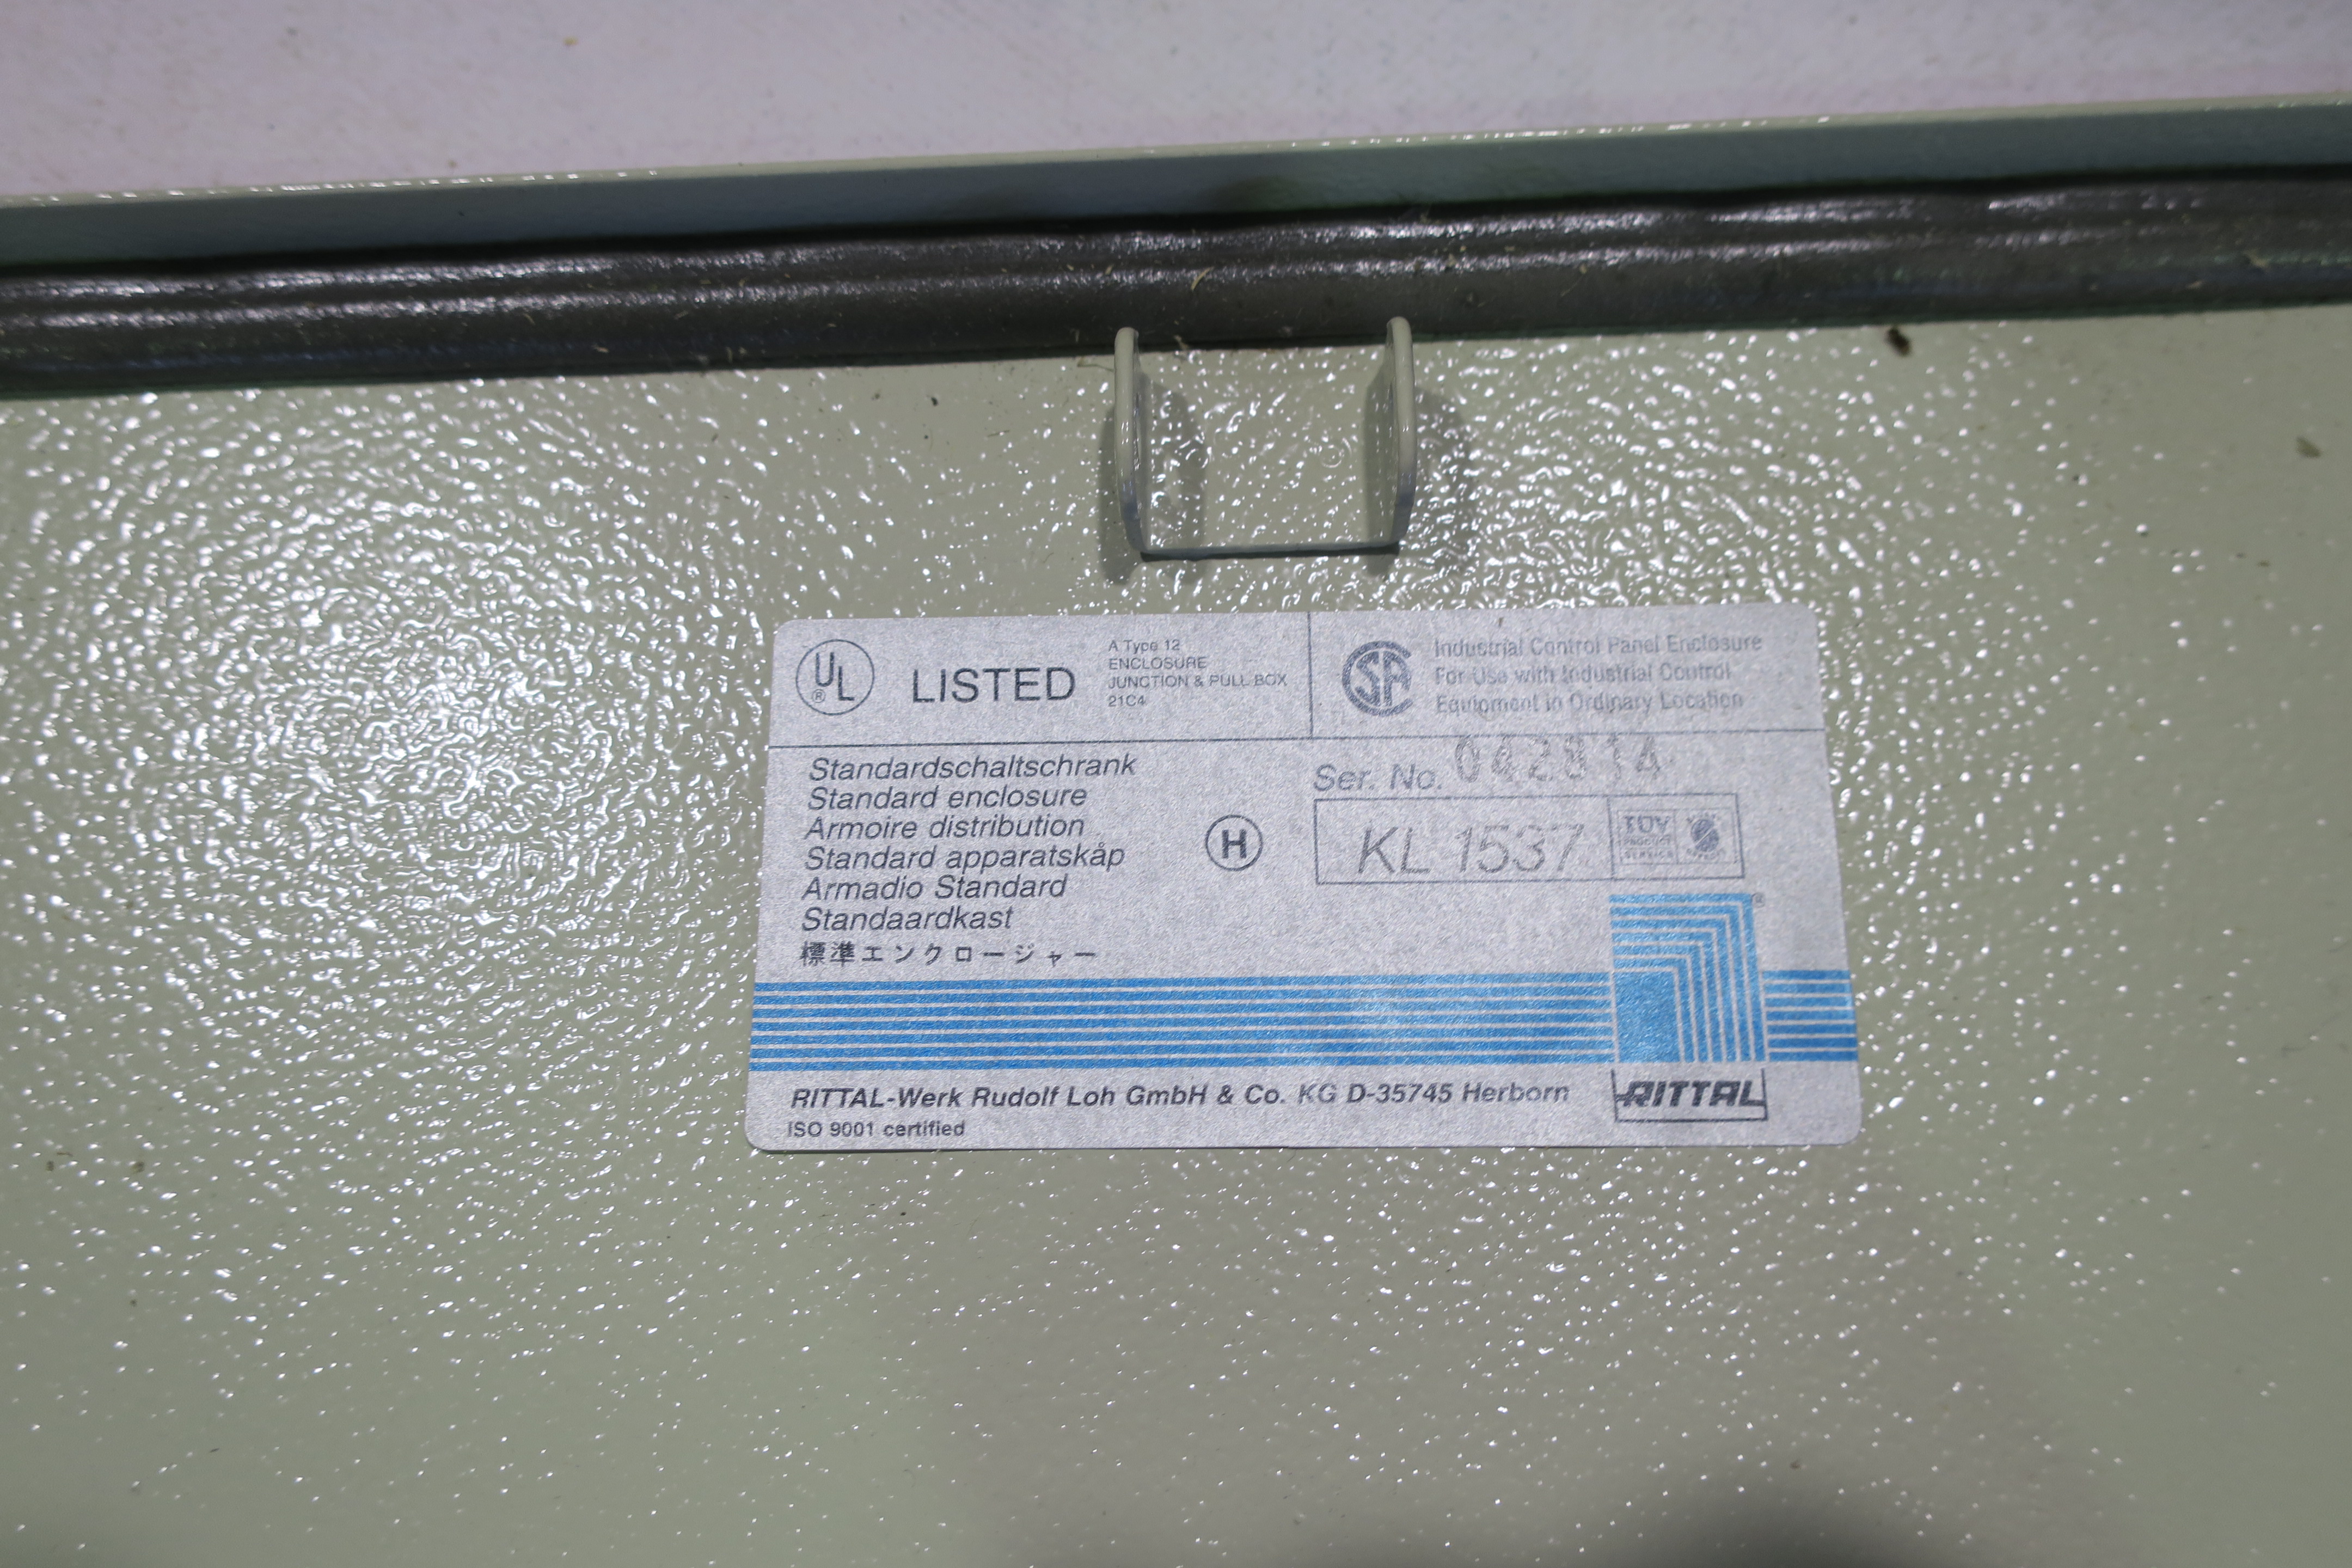 UL ® LISTED
A Type 12
ENCLOSURE
JUNCTION & PULL BOX
21C4
CSA
Industrial Control Panel Enclosure
For Use with Industrial Control
Equipment in Ordinary Location
Standardschaltschrank
Standard enclosure
Armoire distribution
Standard apparatskåp
Armadio Standard
Standaardkast
標準エンクロージャー
H
Ser. No.
KL 1537
TÜV
PRODUCT
SERVICE
®
RITTAL-Werk Rudolf Loh GmbH & Co. KG D-35745 Herborn
ISO 9001 certified
RITTAL